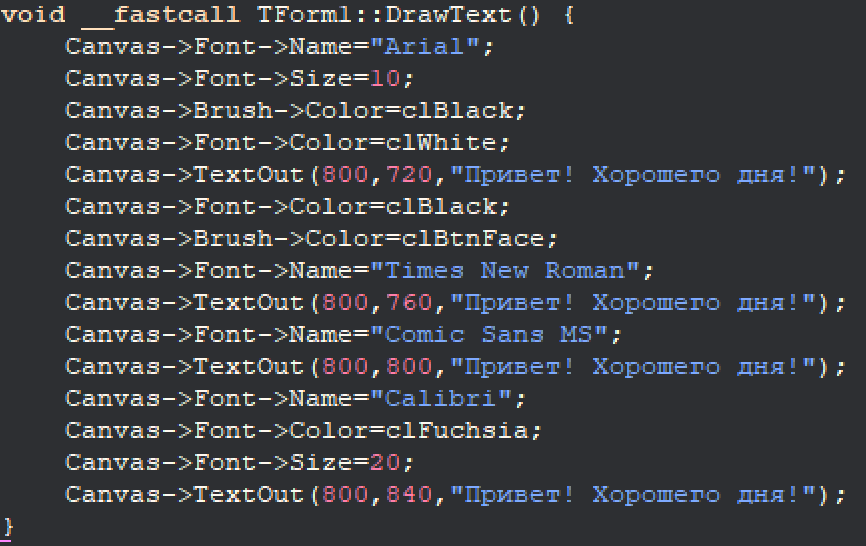 void __fastcall TForm1::DrawText() {
    Canvas->Font->Name="Arial";
    Canvas->Font->Size=10;
    Canvas->Brush->Color=clBlack;
    Canvas->Font->Color=clWhite;
    Canvas->TextOut(800,720,"Привет! Хорошего дня!");
    Canvas->Font->Color=clBlack;
    Canvas->Brush->Color=clBtnFace;
    Canvas->Font->Name="Times New Roman";
    Canvas->TextOut(800,760,"Привет! Хорошего дня!");
    Canvas->Font->Name="Comic Sans MS";
    Canvas->TextOut(800,800,"Привет! Хорошего дня!");
    Canvas->Font->Name="Calibri";
    Canvas->Font->Color=clFuchsia;
    Canvas->Font->Size=20;
    Canvas->TextOut(800,840,"Привет! Хорошего дня!");
}